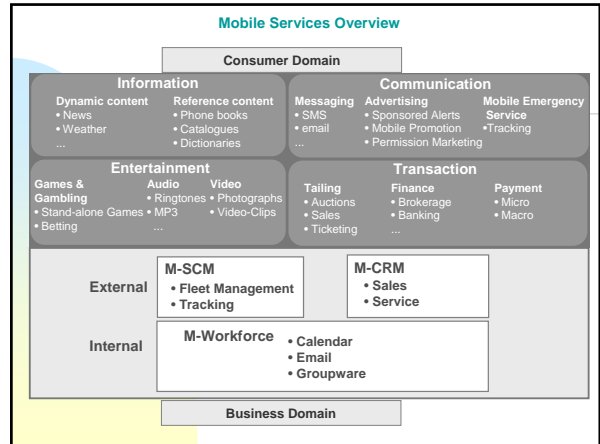 Mobile Services Overview
Consumer Domain
Information
Dynamic content
• News
• Weather
...
Reference content
• Phone books
• Catalogues
• Dictionaries
Communication
Messaging
• SMS
• email
...
Advertising
• Sponsored Alerts
• Mobile Promotion
• Permission Marketing
Mobile Emergency
Service
•Tracking
Entertainment
Games &
Gambling
• Stand-alone Games
• Betting
Audio
• Ringtones
• MP3
...
Video
• Photographs
• Video-Clips
Transaction
Tailing
• Auctions
• Sales
• Ticketing
Finance
• Brokerage
• Banking
...
Payment
• Micro
• Macro
External
M-SCM
• Fleet Management
• Tracking
M-CRM
• Sales
• Service
Internal
M-Workforce
• Calendar
• Email
• Groupware
Business Domain